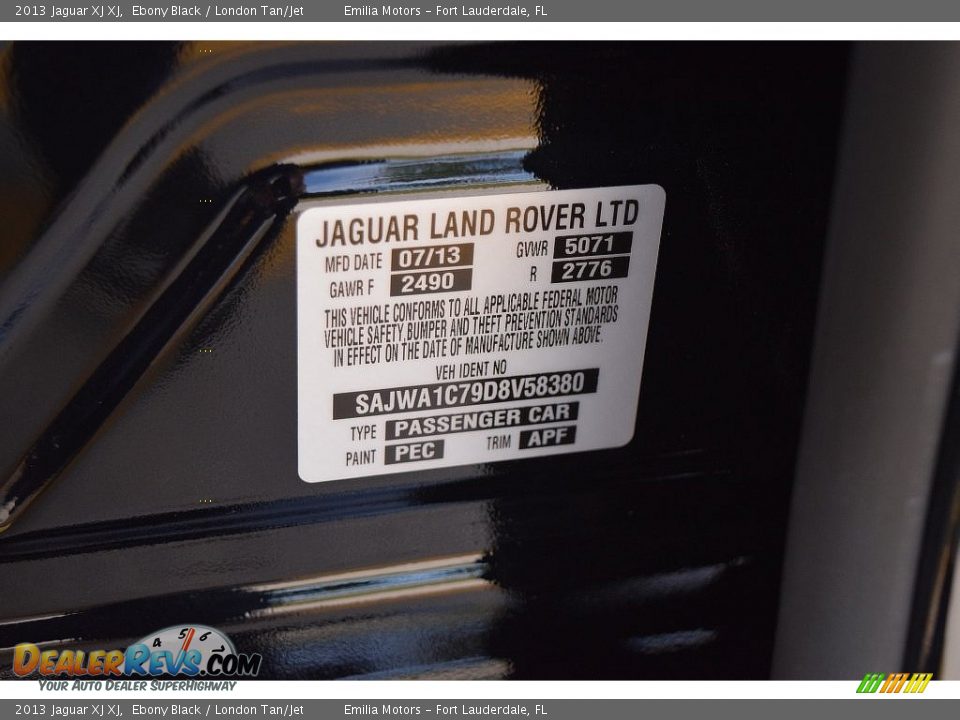 2013 Jaguar XJ XJ, Ebony Black / London Tan/Jet Emilia Motors - Fort Lauderdale, FL
JAGUAR LAND ROVER LTD
MFD DATE 07/13 GVWR 5071
GAWR F 2490 R 2776
THIS VEHICLE CONFORMS TO ALL APPLICABLE FEDERAL MOTOR
VEHICLE SAFETY,BUMPER AND THEFT PREVENTION STANDARDS
IN EFFECT ON THE DATE OF MANUFACTURE SHOWN ABOVE.
VEH IDENT NO
SAJWA1C79D8V58380
TYPE PASSENGER CAR
PAINT PEC TRIM APF
4 5 6
DEALERREVS.COM
YOUR AUTO DEALER SUPERHIGHWAY
2013 Jaguar XJ XJ, Ebony Black / London Tan/Jet Emilia Motors - Fort Lauderdale, FL